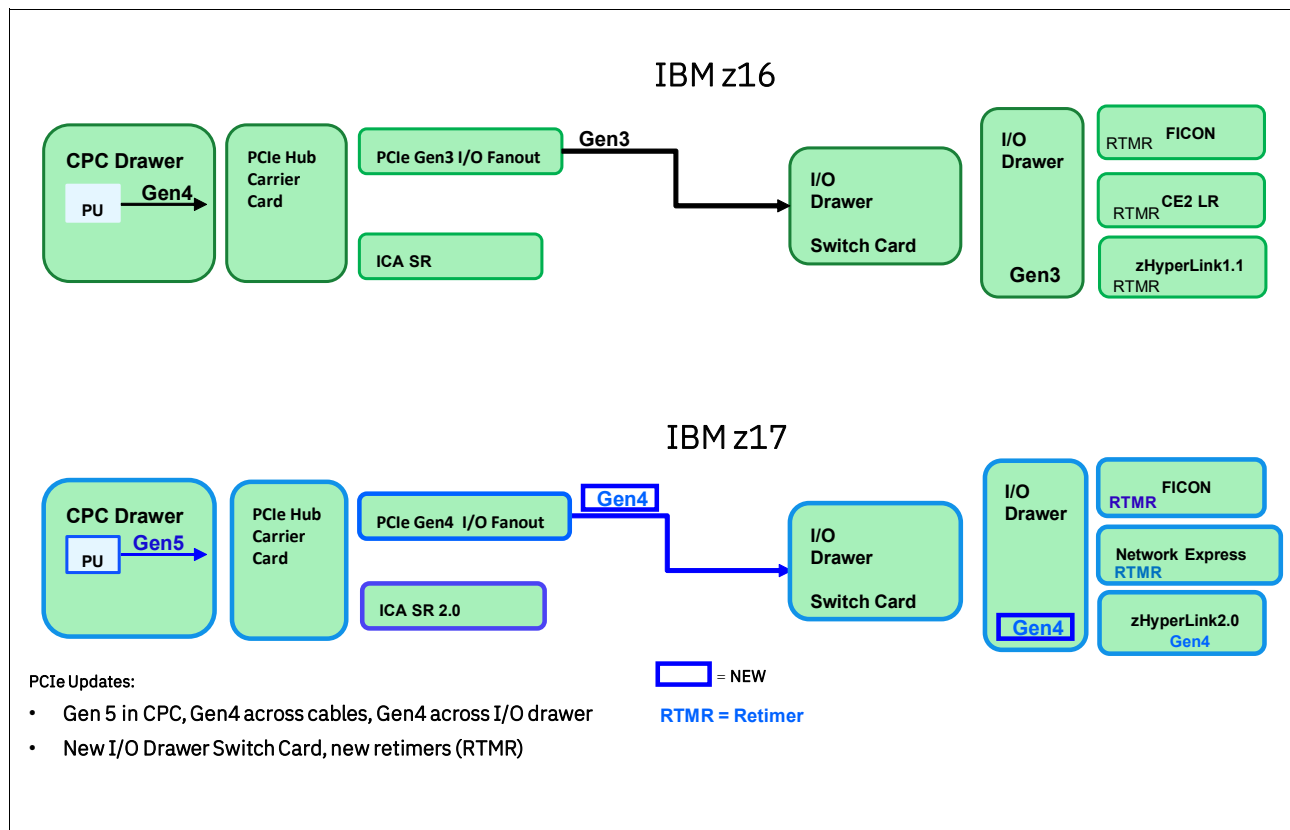 IBM z16
CPC Drawer
PU
Gen4
PCIe Hub
Carrier
Card
PCIe Gen3 I/O Fanout
ICA SR
Gen3
I/O
Drawer
Switch Card
I/O
Drawer
Gen3
FICON
RTMR
CE2 LR
RTMR
zHyperLink1.1
RTMR
IBM z17
CPC Drawer
PU
Gen5
PCIe Hub
Carrier
Card
PCIe Gen4 I/O Fanout
ICA SR 2.0
Gen4
I/O
Drawer
Switch Card
I/O
Drawer
Gen4
FICON
RTMR
Network Express
RTMR
zHyperLink2.0
Gen4
PCIe Updates:
• Gen 5 in CPC, Gen4 across cables, Gen4 across I/O drawer
• New I/O Drawer Switch Card, new retimers (RTMR)
= NEW
RTMR = Retimer